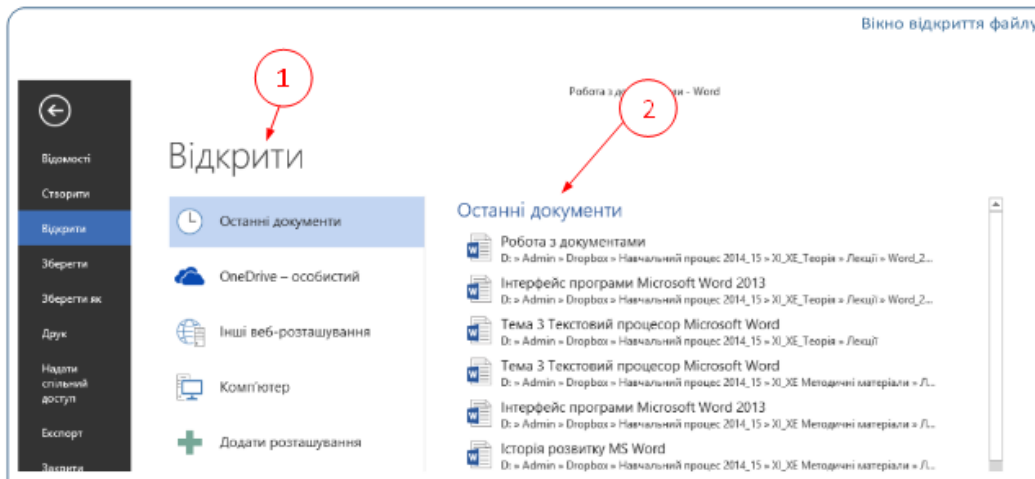 Вікно відкриття файлу
1
2
Робота з - Word
Відомості
Створити
Відкрити
Зберегти
Зберегти як
Друк
Надати
спільний
доступ
Експорт
Закрити
Відкрити
Останні документи
OneDrive – особистий
Інші веб-розташування
Комп'ютер
Додати розташування
Останні документи
Робота з документами
D: » Admin » Dropbox » Навчальний процес 2014_15 » XI_XE_Теорія » Лекції » Word_2...
Інтерфейс програми Microsoft Word 2013
D: » Admin » Dropbox » Навчальний процес 2014_15 » XI_XE_Теорія » Лекції » Word_2...
Тема 3 Текстовий процесор Microsoft Word
D: » Admin » Dropbox » Навчальний процес 2014_15 » XI_XE_Теорія » Лекції
Тема 3 Текстовий процесор Microsoft Word
D: » Admin » Dropbox » Навчальний процес 2014_15 » XI_XE Методичні матеріали » Л...
Інтерфейс програми Microsoft Word 2013
D: » Admin » Dropbox » Навчальний процес 2014_15 » XI_XE Методичні матеріали » Л...
Історія розвитку MS Word
D: » Admin » Dropbox » Навчальний процес 2014_15 » XI_XE Методичні матеріали » Л...